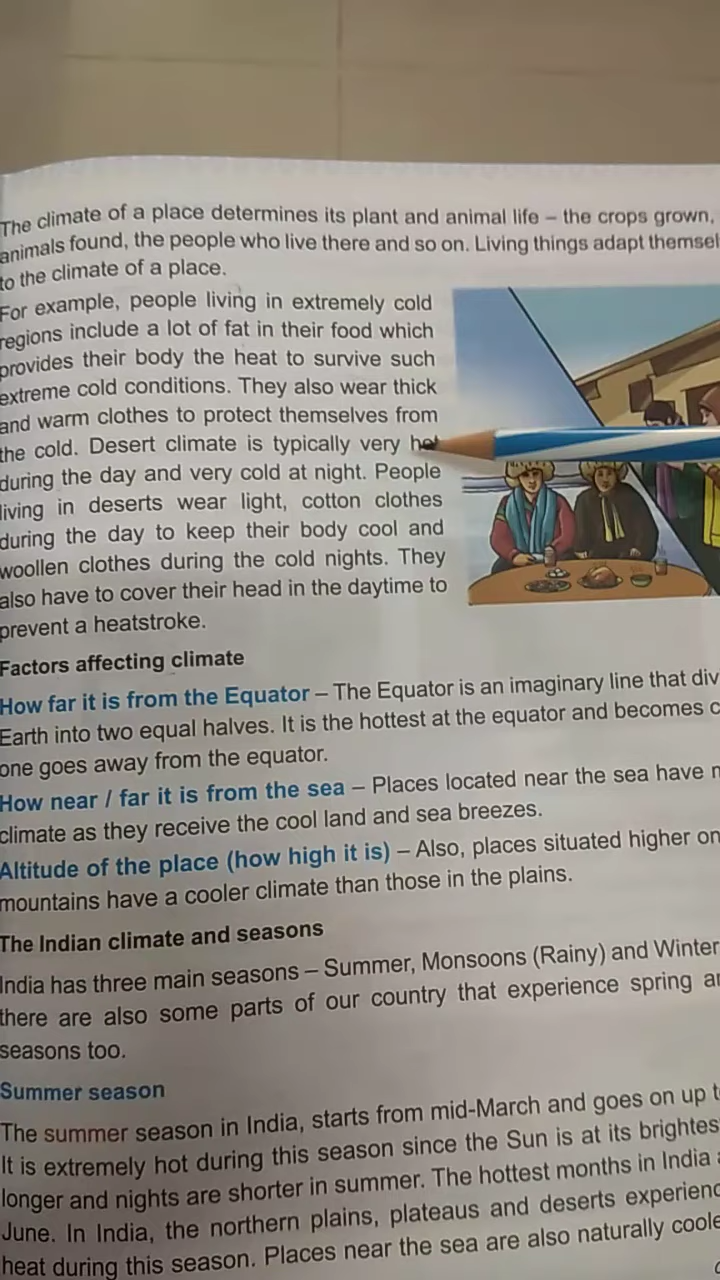 The climate of a place determines its plant and animal life – the crops grown,
animals found, the people who live there and so on. Living things adapt themsel
to the climate of a place.
For example, people living in extremely cold
regions include a lot of fat in their food which
provides their body the heat to survive such
extreme cold conditions. They also wear thick
and warm clothes to protect themselves from
the cold. Desert climate is typically very hot
during the day and very cold at night. People
living in deserts wear light, cotton clothes
during the day to keep their body cool and
woollen clothes during the cold nights. They
also have to cover their head in the daytime to
prevent a heatstroke.
Factors affecting climate
How far it is from the Equator – The Equator is an imaginary line that div
Earth into two equal halves. It is the hottest at the equator and becomes c
one goes away from the equator.
How near / far it is from the sea – Places located near the sea have
climate as they receive the cool land and sea breezes.
Altitude of the place (how high it is) – Also, places situated higher on
mountains have a cooler climate than those in the plains.
The Indian climate and seasons
India has three main seasons – Summer, Monsoons (Rainy) and Winter
there are also some parts of our country that experience spring
seasons too.
Summer season
The summer season in India, starts from mid-March and goes on up
It is extremely hot during this season since the Sun is at its brightes
longer and nights are shorter in summer. The hottest months in India
June. In India, the northern plains, plateaus and deserts experienc
heat during this season. Places near the sea are also naturally coole